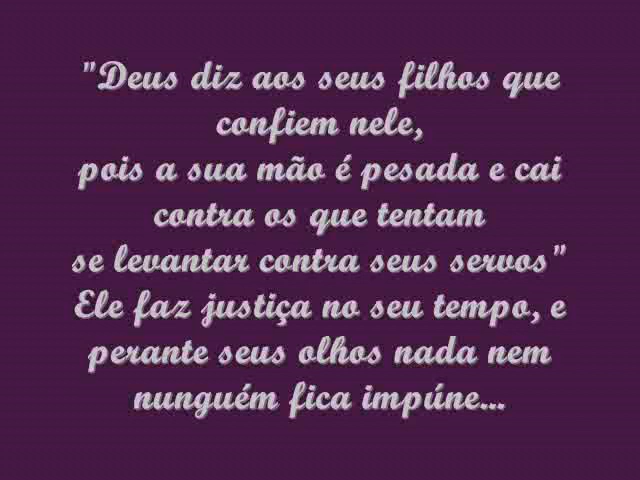 "Deus diz aos seus filhos que
confiem nele,
pois a sua mão é pesada e cai
contra os que tentam
se levantar contra seus servos"
Ele faz justiça no seu tempo, e
perante seus olhos nada nem
nunguém fica impúne...